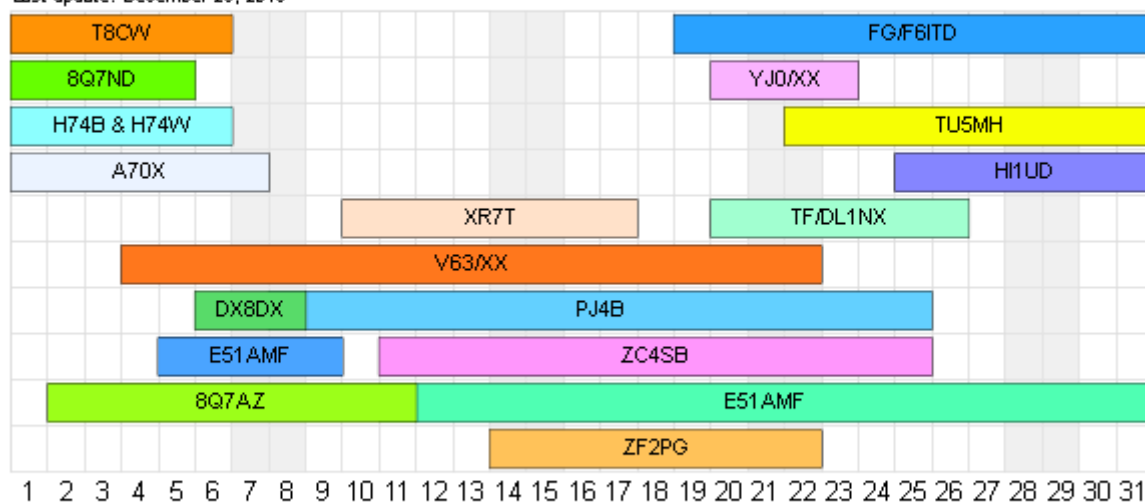 T8CW FG/F6ITD
8Q7ND YJ0/XX
H74B & H74W TU5MH
A70X HI1UD
XR7T TF/DL1NX
V63/XX
DX8DX PJ4B
E51AMF ZC4SB
8Q7AZ E51AMF
ZF2PG
1 2 3 4 5 6 7 8 9 10 11 12 13 14 15 16 17 18 19 20 21 22 23 24 25 26 27 28 29 30 31